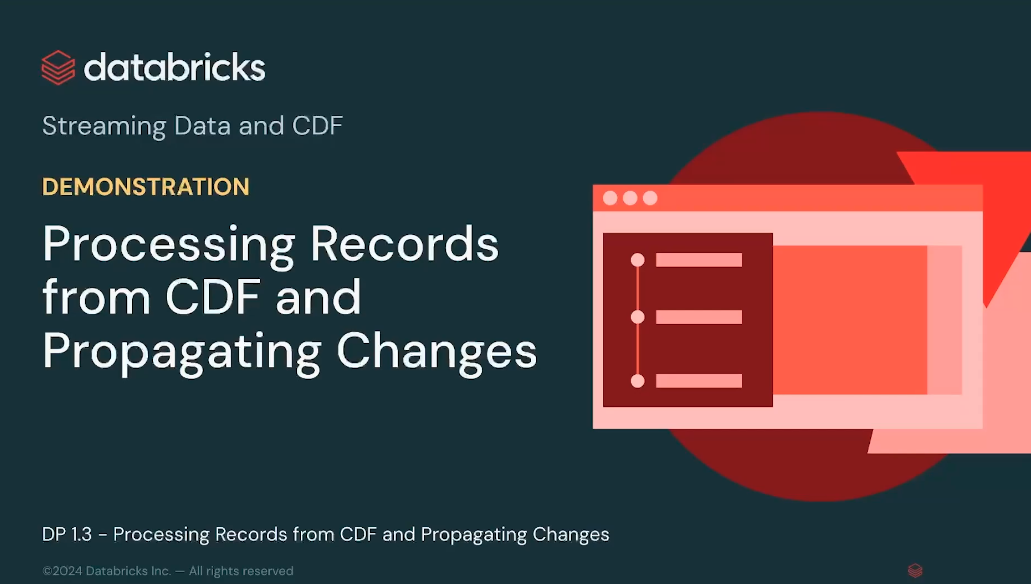 databricks
Streaming Data and CDF
DEMONSTRATION
Processing Records
from CDF and
Propagating Changes
DP 1.3 - Processing Records from CDF and Propagating Changes
©2024 Databricks Inc. — All rights reserved